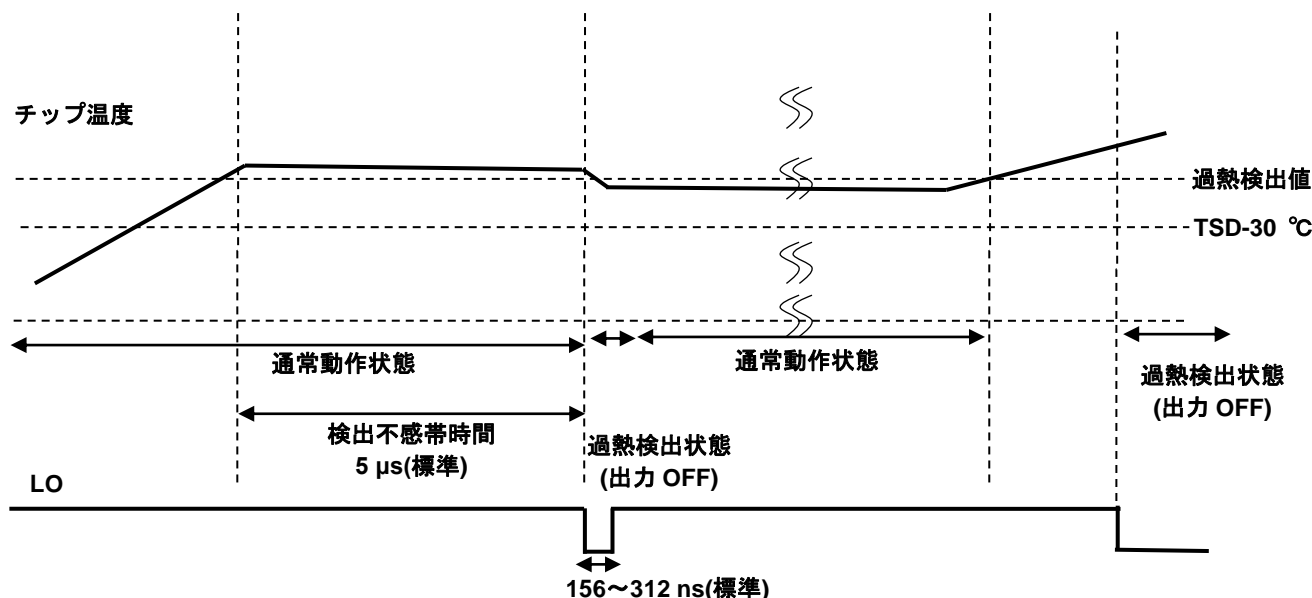 チップ温度
過熱検出値
TSD-30 ℃
通常動作状態
通常動作状態
過熱検出状態
(出力 OFF)
検出不感帯時間
5 μs(標準)
過熱検出状態
(出力 OFF)
LO
156～312 ns(標準)